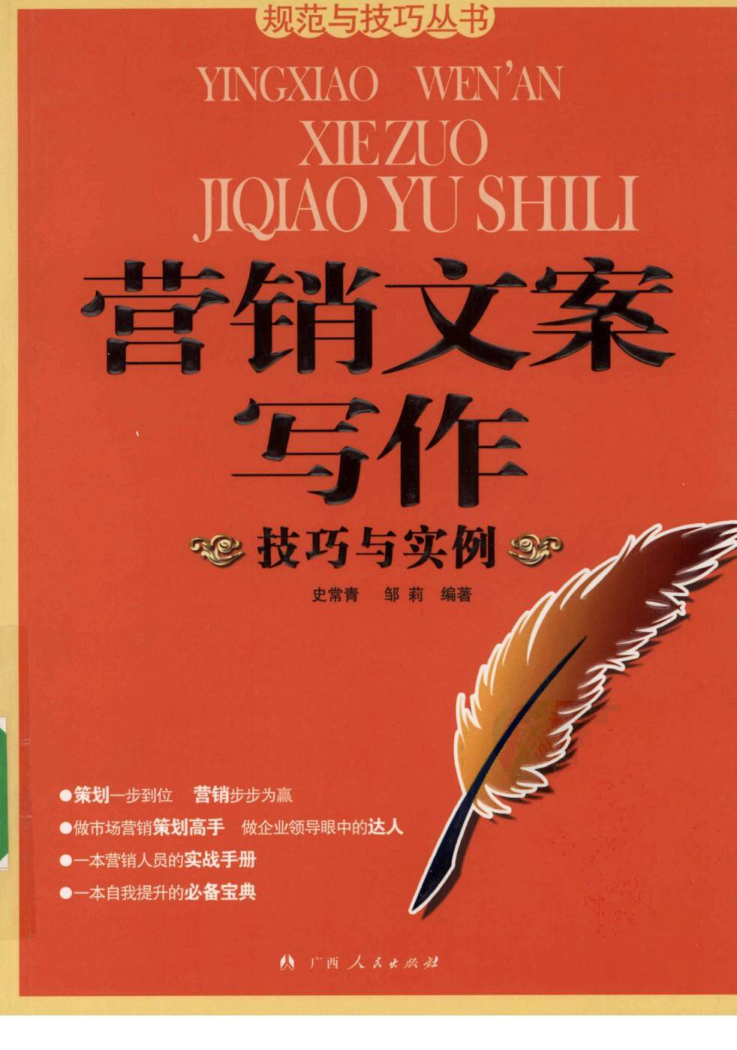 规范与技巧丛书
YINGXIAO WEN'AN
XIEZUO
JIQIAO YU SHILI
营销文案
写作
技巧与实例
史常青 邹莉 编著
●策划一步到位 营销步步为赢
●做市场营销策划高手 做企业领导眼中的达人
●一本营销人员的实战手册
●一本自我提升的必备宝典
广西人民出版社